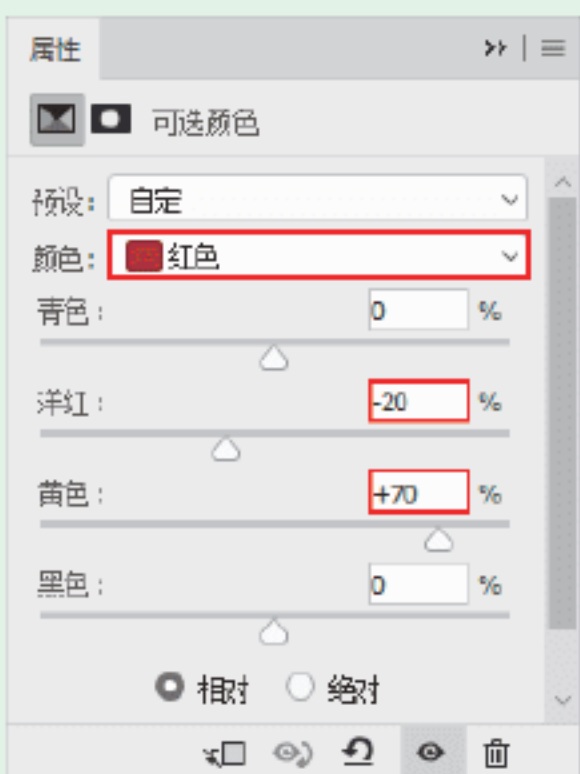 属性
可选颜色
预设: 自定
颜色: 红色
青色: 0 %
洋红: -20 %
黄色: +70 %
黑色: 0 %
相对 绝对